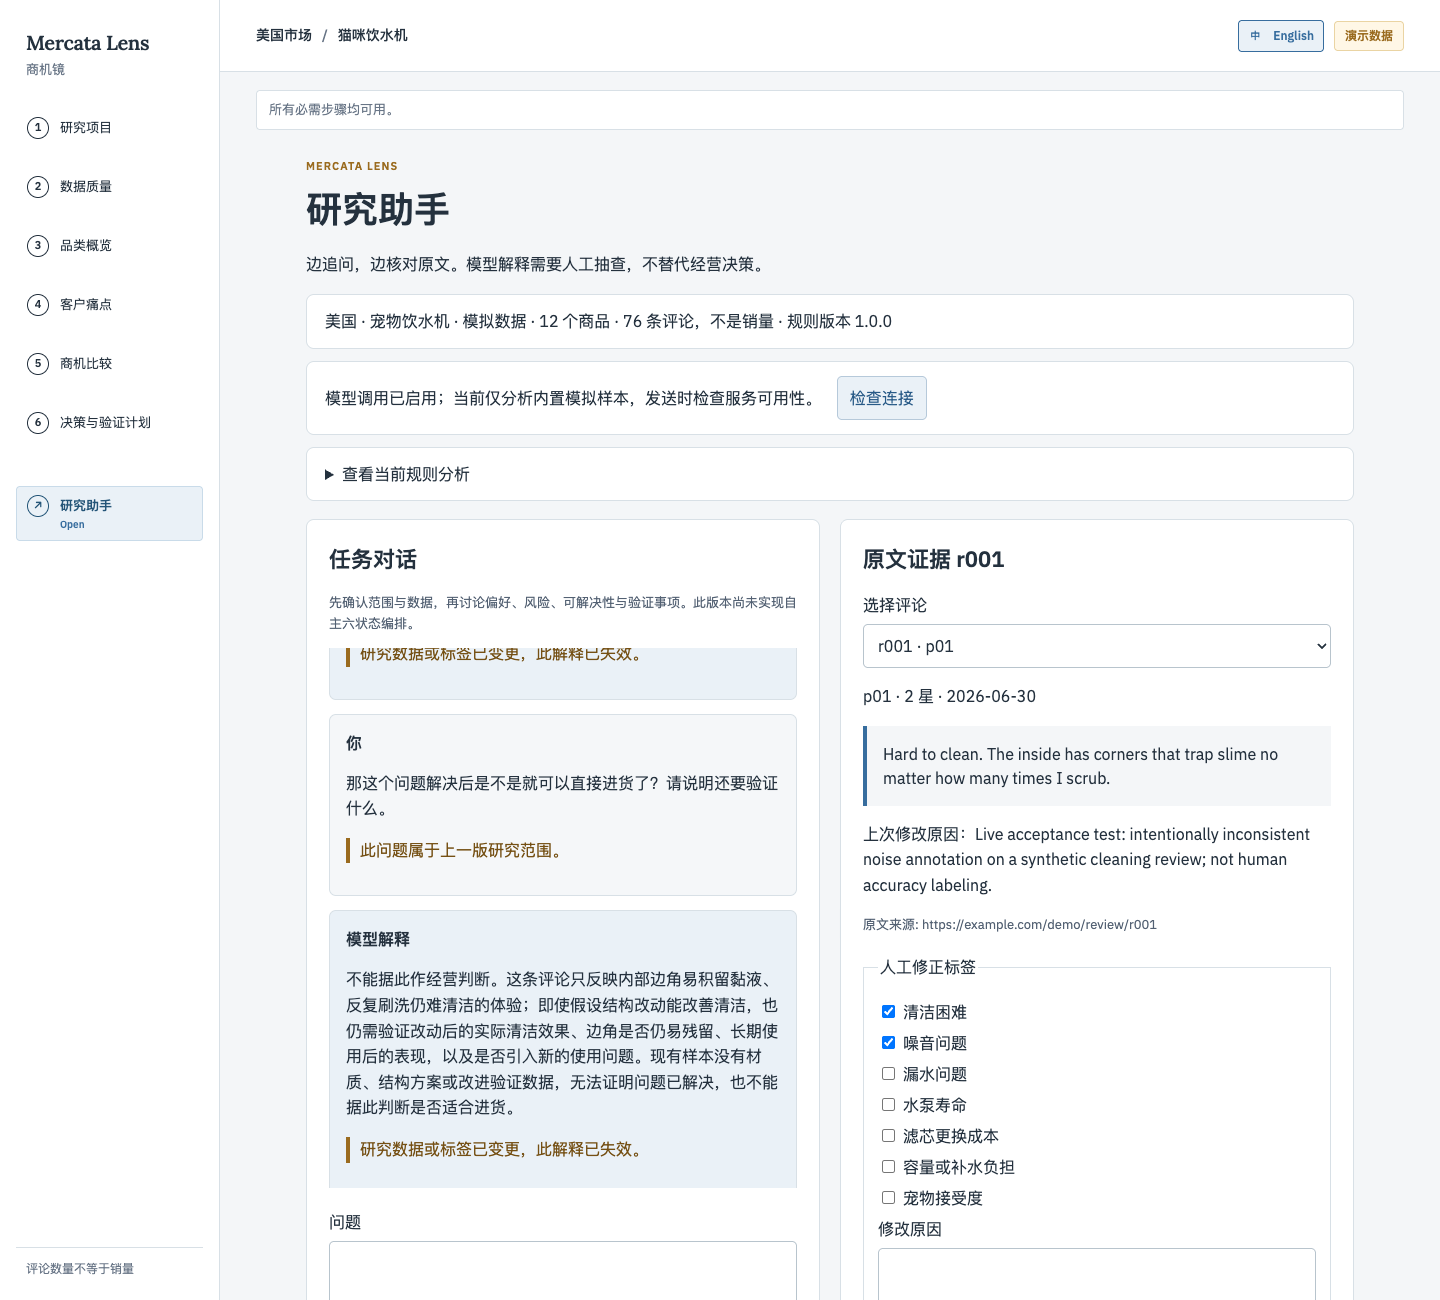 Mercata Lens
商机镜
1 研究项目
2 数据质量
3 品类概览
4 客户痛点
5 商机比较
6 决策与验证计划
↗ 研究助手
Open
评论数量不等于销量
美国市场 / 猫咪饮水机
中 English
演示数据
所有必需步骤均可用。
MERCATA LENS
研究助手
边追问，边核对原文。模型解释需要人工抽查，不替代经营决策。
美国 · 宠物饮水机 · 模拟数据 · 12 个商品 · 76 条评论，不是销量 · 规则版本 1.0.0
模型调用已启用；当前仅分析内置模拟样本，发送时检查服务可用性。
检查连接
▶ 查看当前规则分析
任务对话
先确认范围与数据，再讨论偏好、风险、可解决性与验证事项。此版本尚未实现自
主六状态编排。
研究数据或标签已变更，此解释已失效。
你
那这个问题解决后是不是就可以直接进货了？请说明还要验证
什么。
此问题属于上一版研究范围。
模型解释
不能据此作经营判断。这条评论只反映内部边角易积留黏液、
反复刷洗仍难清洁的体验；即使假设结构改动能改善清洁，也
仍需验证改动后的实际清洁效果、边角是否仍易残留、长期使
用后的表现，以及是否引入新的使用问题。现有样本没有材
质、结构方案或改进验证数据，无法证明问题已解决，也不能
据此判断是否适合进货。
研究数据或标签已变更，此解释已失效。
问题
原文证据 r001
选择评论
r001 · p01
p01 · 2 星 · 2026-06-30
Hard to clean. The inside has corners that trap slime no
matter how many times I scrub.
上次修改原因：Live acceptance test: intentionally inconsistent
noise annotation on a synthetic cleaning review; not human
accuracy labeling.
原文来源: https://example.com/demo/review/r001
人工修正标签
清洁困难
噪音问题
漏水问题
水泵寿命
滤芯更换成本
容量或补水负担
宠物接受度
修改原因